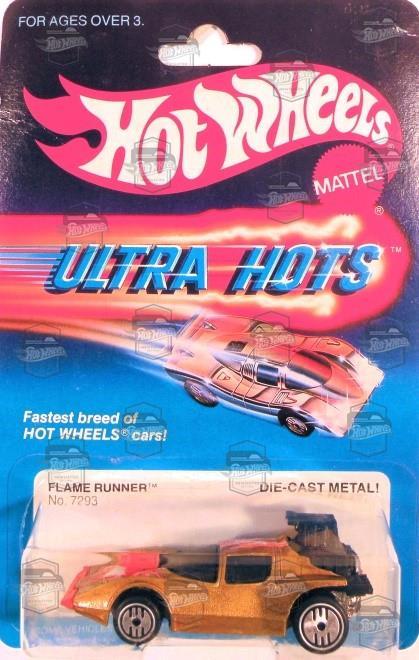 FOR AGES OVER 3.
Hot Wheels
MATTEL
®
ULTRA HOTS™
Fastest breed of
HOT WHEELS® cars!
FLAME RUNNER™
No. 7293
DIE-CAST METAL!